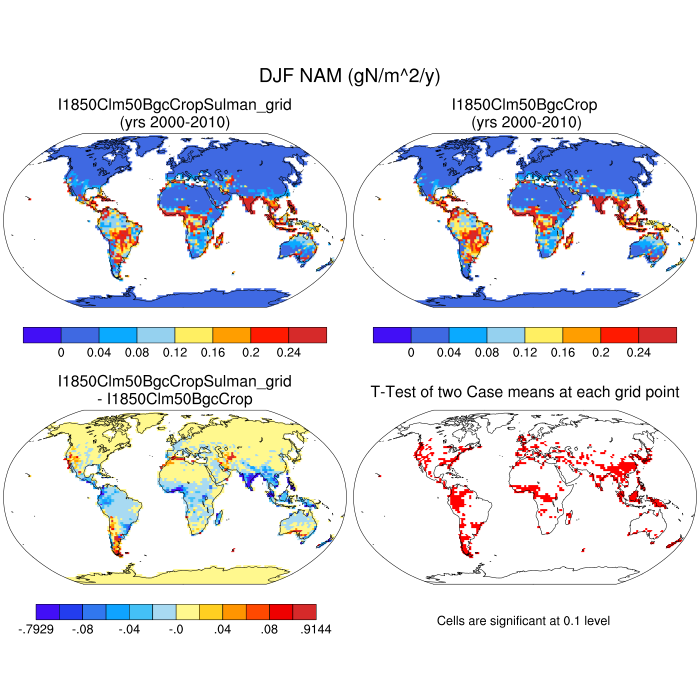 DJF NAM (gN/m^2/y)
I1850Clm50BgcCropSulman_grid
(yrs 2000-2010)
I1850Clm50BgcCrop
(yrs 2000-2010)
0 0.04 0.08 0.12 0.16 0.2 0.24
0 0.04 0.08 0.12 0.16 0.2 0.24
I1850Clm50BgcCropSulman_grid
- I1850Clm50BgcCrop
T-Test of two Case means at each grid point
-.7929 -.08 -.04 -.0 .04 .08 .9144
Cells are significant at 0.1 level